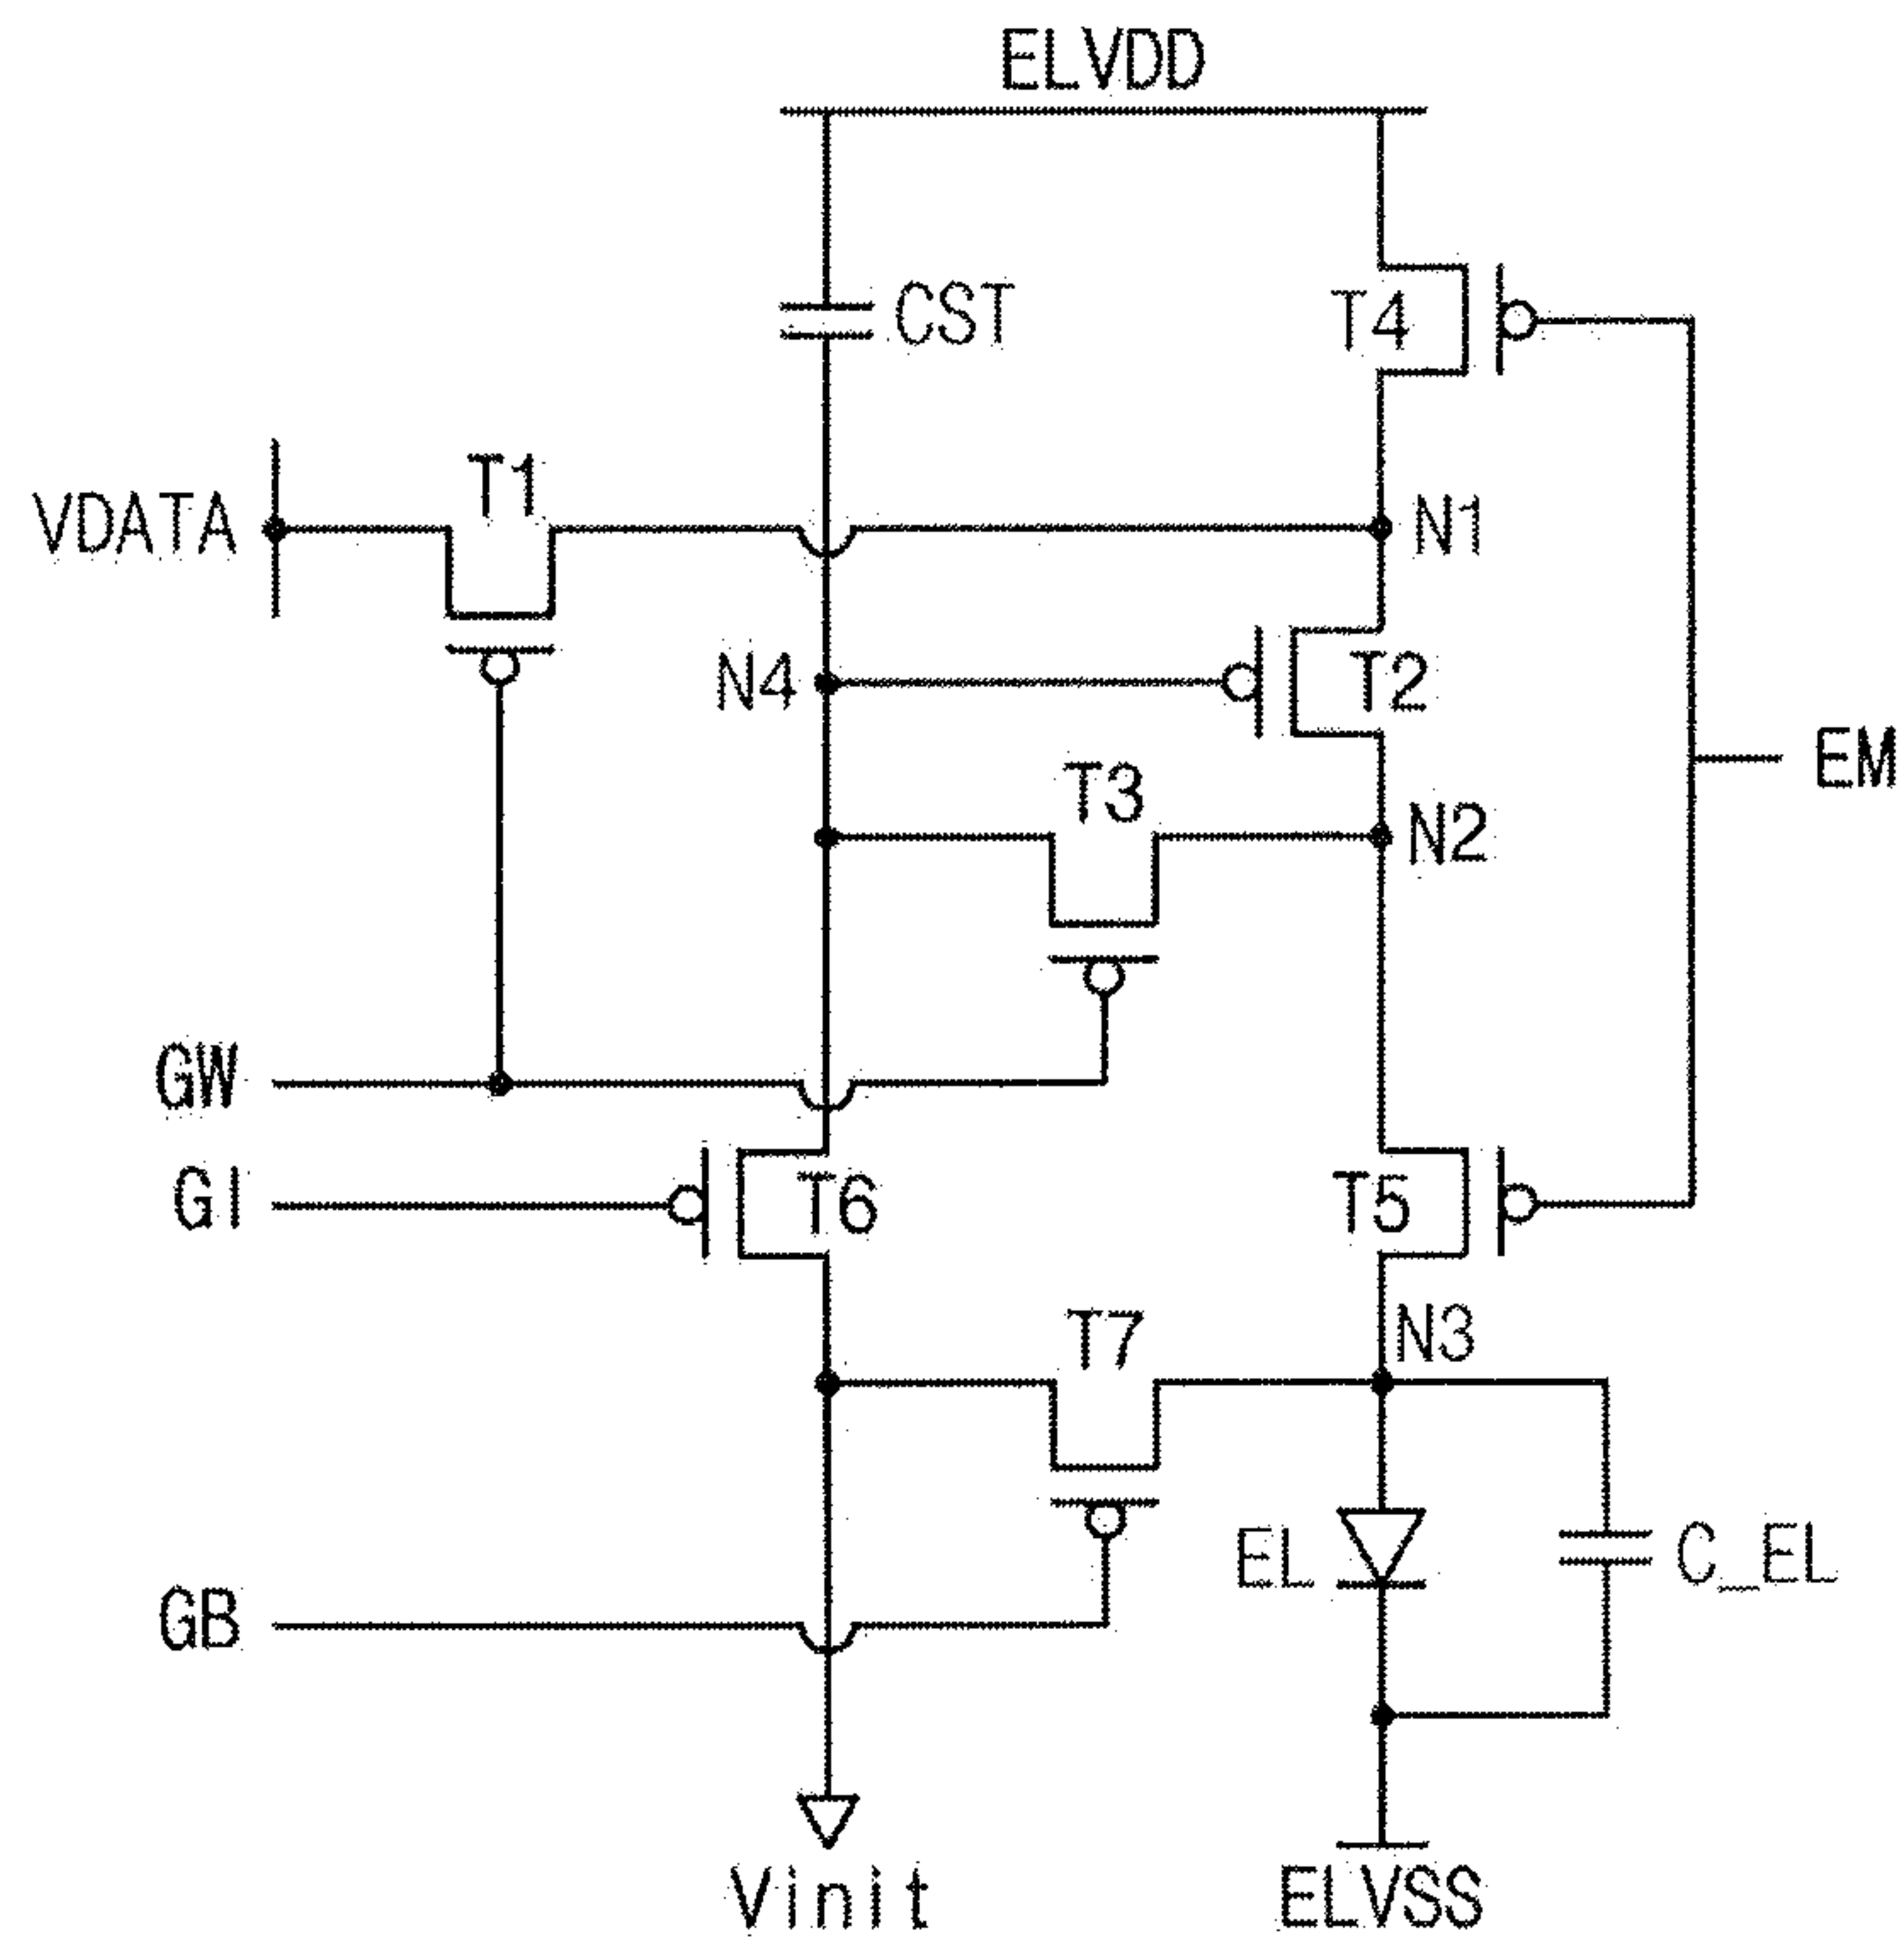 ELVDD
CST
T4
T1
VDATA
N1
N4
T2
EM
T3
N2
GW
GI
T6
T5
N3
T7
EL
C_EL
GB
Vinit
ELVSS